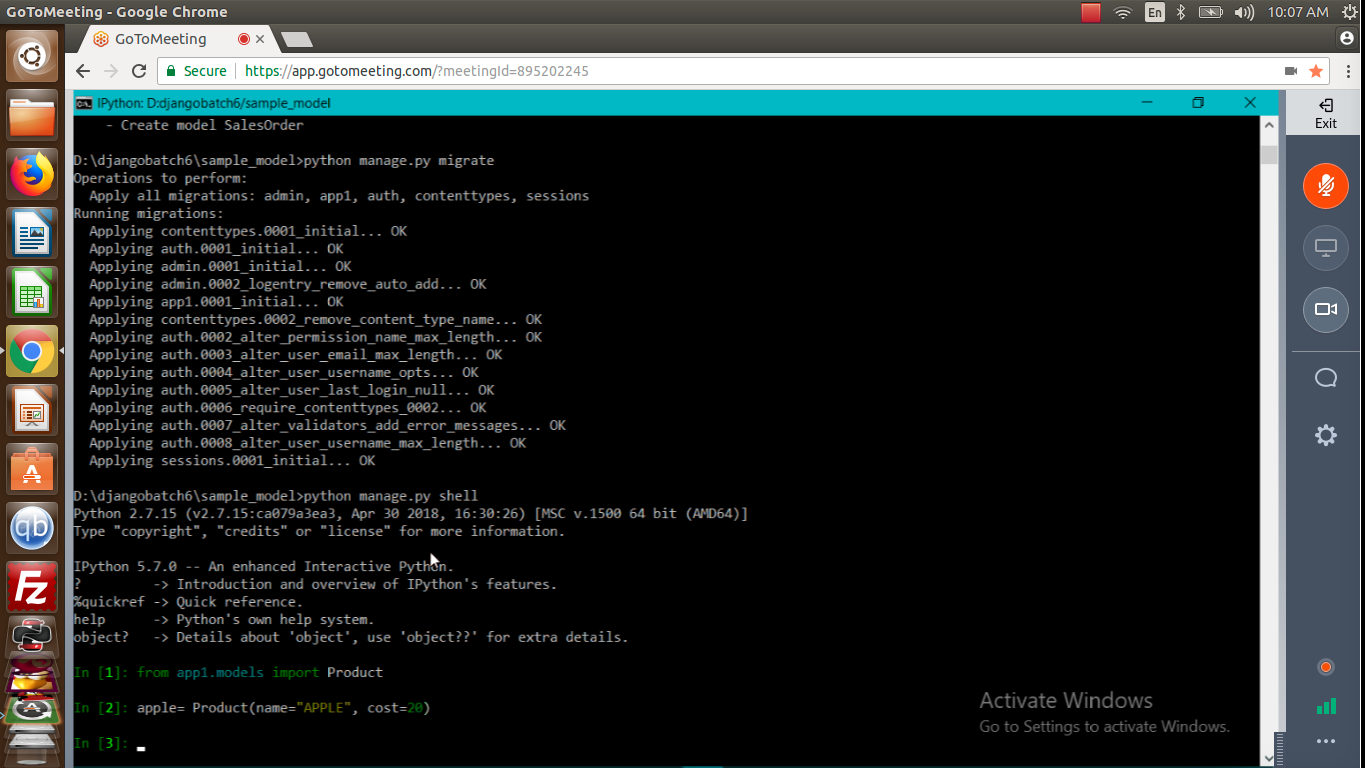 GoToMeeting - Google Chrome
En
10:07 AM
GoToMeeting
Secure
https://app.gotomeeting.com/?meetingId=895202245
IPython: D:djangobatch6/sample_model
Exit
- Create model SalesOrder
D:\djangobatch6\sample_model>python manage.py migrate
Operations to perform:
Apply all migrations: admin, app1, auth, contenttypes, sessions
Running migrations:
Applying contenttypes.0001_initial... OK
Applying auth.0001_initial... OK
Applying admin.0001_initial... OK
Applying admin.0002_logentry_remove_auto_add... OK
Applying app1.0001_initial... OK
Applying contenttypes.0002_remove_content_type_name... OK
Applying auth.0002_alter_permission_name_max_length... OK
Applying auth.0003_alter_user_email_max_length... OK
Applying auth.0004_alter_user_username_opts... OK
Applying auth.0005_alter_user_last_login_null... OK
Applying auth.0006_require_contenttypes_0002... OK
Applying auth.0007_alter_validators_add_error_messages... OK
Applying auth.0008_alter_user_username_max_length... OK
Applying sessions.0001_initial... OK
D:\djangobatch6\sample_model>python manage.py shell
Python 2.7.15 (v2.7.15:ca079a3ea3, Apr 30 2018, 16:30:26) [MSC v.1500 64 bit (AMD64)]
Type "copyright", "credits" or "license" for more information.
IPython 5.7.0 -- An enhanced Interactive Python.
? -> Introduction and overview of IPython's features.
%quickref -> Quick reference.
help -> Python's own help system.
object? -> Details about 'object', use 'object??' for extra details.
In [1]: from app1.models import Product
In [2]: apple= Product(name="APPLE", cost=20)
In [3]:
Activate Windows
Go to Settings to activate Windows.
qb
Fz